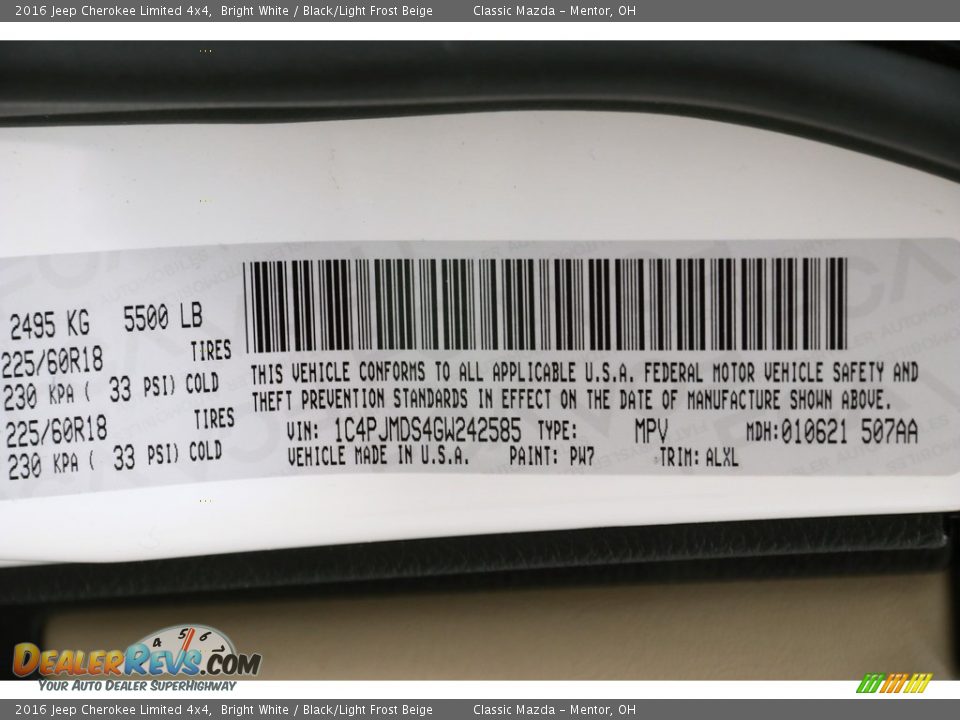 2016 Jeep Cherokee Limited 4x4, Bright White / Black/Light Frost Beige Classic Mazda – Mentor, OH
2495 KG 5500 LB
225/60R18 TIRES
230 KPA ( 33 PSI) COLD
225/60R18 TIRES
230 KPA ( 33 PSI) COLD
THIS VEHICLE CONFORMS TO ALL APPLICABLE U.S.A. FEDERAL MOTOR VEHICLE SAFETY AND
THEFT PREVENTION STANDARDS IN EFFECT ON THE DATE OF MANUFACTURE SHOWN ABOVE.
VIN: 1C4PJMDS4GW242585 TYPE: MPV MDH:010621 507AA
VEHICLE MADE IN U.S.A. PAINT: PW7 TRIM: ALXL
4 5 6
DEALERREVS.COM
YOUR AUTO DEALER SUPERHIGHWAY
2016 Jeep Cherokee Limited 4x4, Bright White / Black/Light Frost Beige Classic Mazda – Mentor, OH